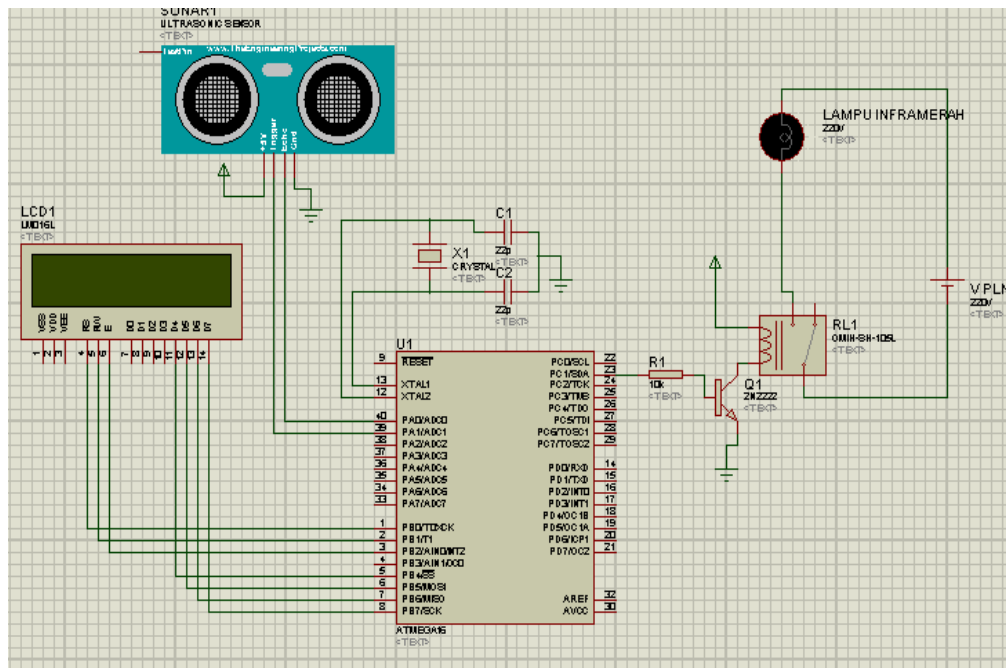 SONAR1
ULTRASONIC SENSOR
<TEXT>
TestPin
www.TheEngineeringProjects.com
+5V
Trigger
Echo
Gnd
LCD1
LM016L
<TEXT>
VSS
VDD
VEE
RS
RW
E
D0
D1
D2
D3
D4
D5
D6
D7
1
2
3
4
5
6
7
8
9
10
11
12
13
14
X1
CRYSTAL
<TEXT>
C1
22p
<TEXT>
C2
22p
<TEXT>
LAMPU INFRAMERAH
220V
<TEXT>
V PLN
220V
<TEXT>
RL1
OMIH-SH-105L
<TEXT>
R1
10k
<TEXT>
Q1
2N2222
<TEXT>
U1
9 RESET
13 XTAL1
12 XTAL2
40 PA0/ADC0
39 PA1/ADC1
38 PA2/ADC2
37 PA3/ADC3
36 PA4/ADC4
35 PA5/ADC5
34 PA6/ADC6
33 PA7/ADC7
1 PB0/T0/XCK
2 PB1/T1
3 PB2/AIN0/INT2
4 PB3/AIN1/OC0
5 PB4/SS
6 PB5/MOSI
7 PB6/MISO
8 PB7/SCK
PC0/SCL 22
PC1/SDA 23
PC2/TCK 24
PC3/TMS 25
PC4/TDO 26
PC5/TDI 27
PC6/TOSC1 28
PC7/TOSC2 29
PD0/RXD 14
PD1/TXD 15
PD2/INT0 16
PD3/INT1 17
PD4/OC1B 18
PD5/OC1A 19
PD6/ICP1 20
PD7/OC2 21
AREF 32
AVCC 30
ATMEGA16
<TEXT>